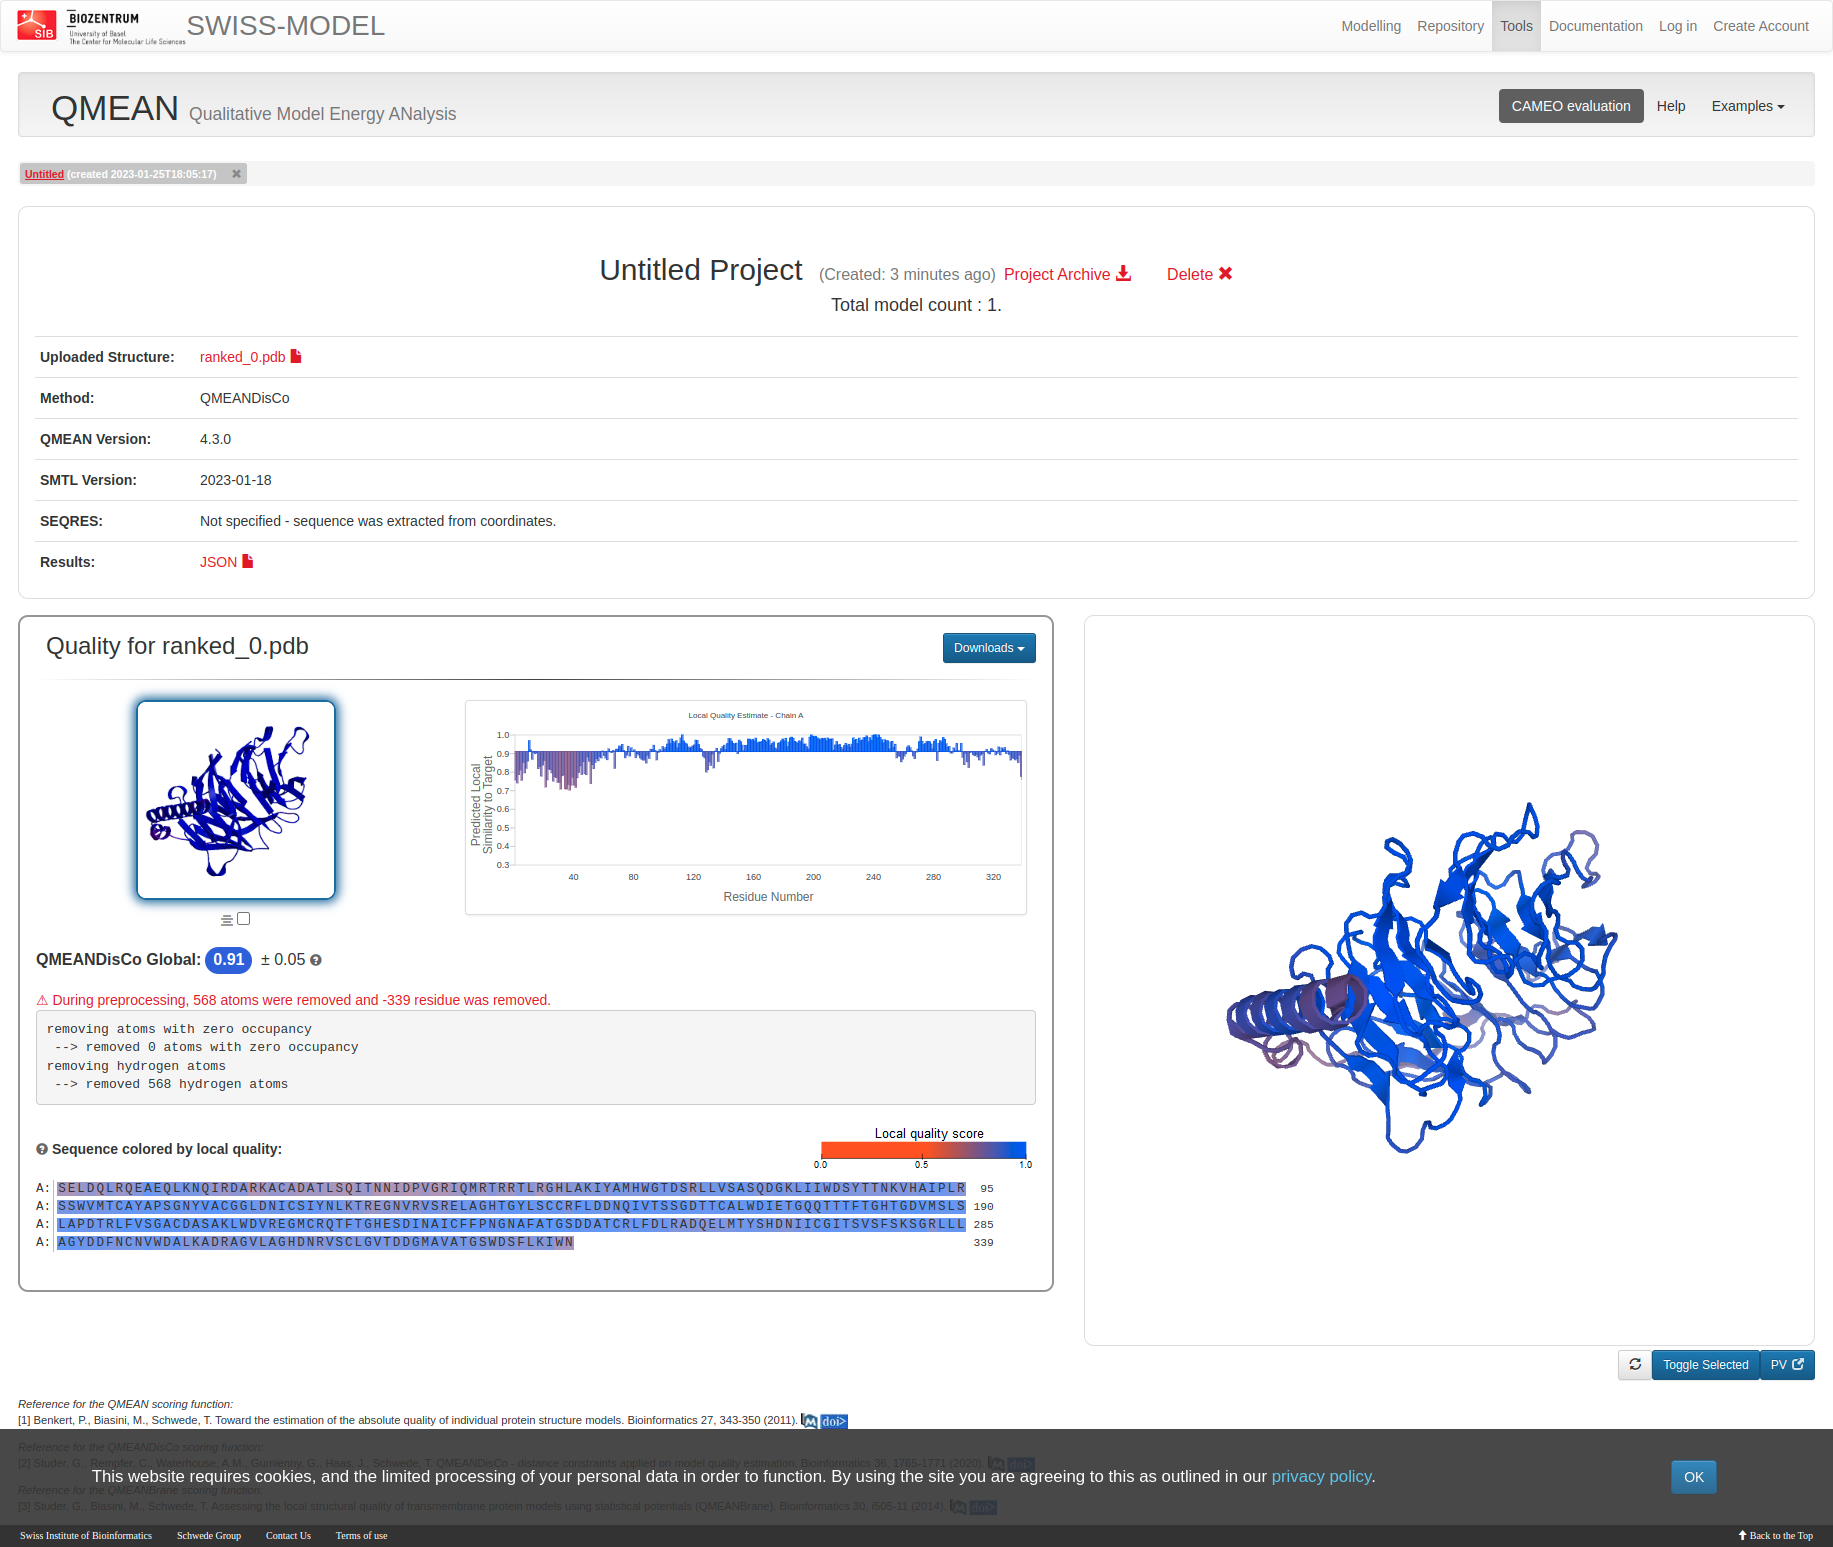 SIB
BIOZENTRUM
University of Basel
The Center for Molecular Life Sciences
SWISS-MODEL
Modelling Repository Tools Documentation Log in Create Account
QMEAN Qualitative Model Energy ANalysis
CAMEO evaluation Help Examples
Untitled (created 2023-01-25T18:05:17)
Untitled Project (Created: 3 minutes ago) Project Archive Delete
Total model count : 1.
Uploaded Structure: ranked_0.pdb
Method: QMEANDisCo
QMEAN Version: 4.3.0
SMTL Version: 2023-01-18
SEQRES: Not specified - sequence was extracted from coordinates.
Results: JSON
Quality for ranked_0.pdb
Downloads
Local Quality Estimate - Chain A
Predicted Local
Similarity to Target
1.0
0.9
0.8
0.7
0.6
0.5
0.4
0.3
40 80 120 160 200 240 280 320
Residue Number
QMEANDisCo Global: 0.91 ± 0.05
⚠ During preprocessing, 568 atoms were removed and -339 residue was removed.
removing atoms with zero occupancy
--> removed 0 atoms with zero occupancy
removing hydrogen atoms
--> removed 568 hydrogen atoms
Local quality score
0.0 0.5 1.0
Sequence colored by local quality:
A: SELDQLRQEAEQLKNQIRDARKACADATLSQITNNIDPVGRIQMRTRRTLRGHLAKIYAMHWGTDSRLLVSASQDGKLIIWDSYTTNKVHAIPLR 95
A: SSWVMTCAYAPSGNYVACGGLDNICSIYNLKTREGNVRVSRELAGHTGYLSCCRFLDDNQIVTSSGDTTCALWDIETGQQTTTFTGHTGDVMSLS 190
A: LAPDTRLFVSGACDASAKLWDVREGMCRQTFTGHESDINAICFFPNGNAFATGSDDATCRLFDLRADQELMTYSHDNIICGITSVSFSKSGRLLL 285
A: AGYDDFNCNVWDALKADRAGVLAGHDNRVSCLGVTDDGMAVATGSWDSFLKIWN 339
Toggle Selected PV
Reference for the QMEAN scoring function:
[1] Benkert, P., Biasini, M., Schwede, T. Toward the estimation of the absolute quality of individual protein structure models. Bioinformatics 27, 343-350 (2011). M doi>
Reference for the QMEANDisCo scoring function:
[2] Studer, G., Rempfer, C., Waterhouse, A.M., Gumienny, G., Haas, J., Schwede, T. QMEANDisCo - distance constraints applied on model quality estimation. Bioinformatics 36, 1765-1771 (2020). M doi>
This website requires cookies, and the limited processing of your personal data in order to function. By using the site you are agreeing to this as outlined in our privacy policy.
OK
Reference for the QMEANBrane scoring function:
[3] Studer, G., Biasini, M., Schwede, T. Assessing the local structural quality of transmembrane protein models using statistical potentials (QMEANBrane). Bioinformatics 30, i505-11 (2014). M doi>
Swiss Institute of Bioinformatics Schwede Group Contact Us Terms of use Back to the Top